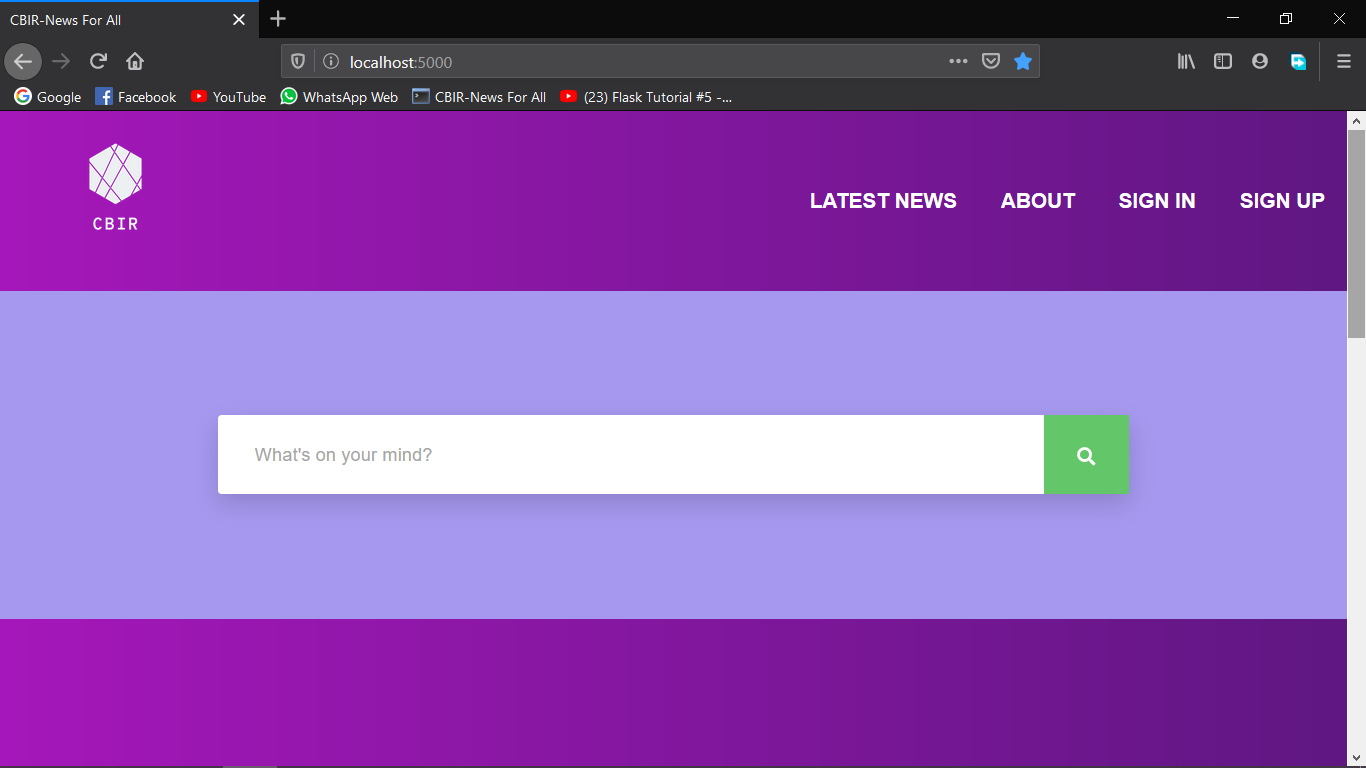 CBIR-News For All
localhost:5000
Google Facebook YouTube WhatsApp Web CBIR-News For All (23) Flask Tutorial #5 -...
CBIR
LATEST NEWS ABOUT SIGN IN SIGN UP
What's on your mind?